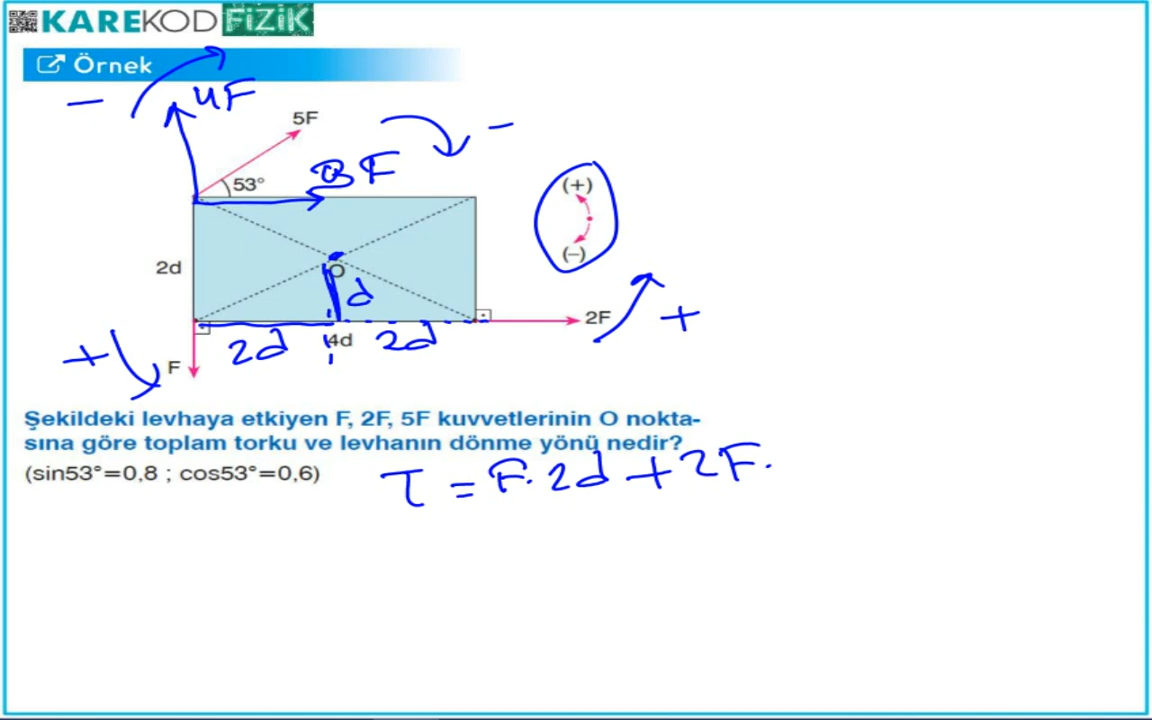 KAREKOD FİZİK
Örnek
- 4F
5F
-
53°
3F
(+)
(-)
2d
O
d
2F
+
2d
4d
2d
+
F
Şekildeki levhaya etkiyen F, 2F, 5F kuvvetlerinin O nokta-
sına göre toplam torku ve levhanın dönme yönü nedir?
(sin53°=0,8 ; cos53°=0,6)
τ = F.2d + 2F.